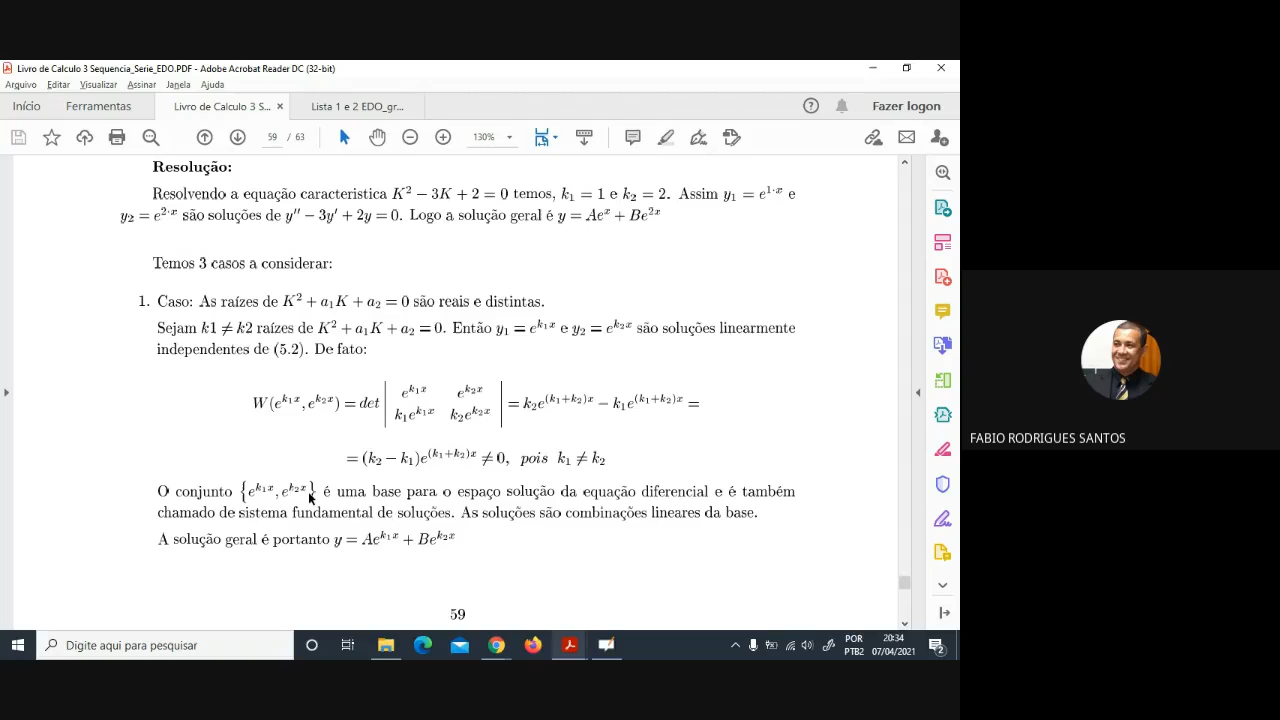 Livro de Calculo 3 Sequencia_Serie_EDO.PDF - Adobe Acrobat Reader DC (32-bit)
Arquivo Editar Visualizar Assinar Janela Ajuda
Início Ferramentas Livro de Calculo 3 S... × Lista 1 e 2 EDO_gr... Fazer logon
59 / 63 130%
Resolução:
Resolvendo a equação caracteristica K² − 3K + 2 = 0 temos, k₁ = 1 e k₂ = 2. Assim y₁ = e^{1·x} e
y₂ = e^{2·x} são soluções de y′′ − 3y′ + 2y = 0. Logo a solução geral é y = Ae^x + Be^{2x}
Temos 3 casos a considerar:
1. Caso: As raízes de K² + a₁K + a₂ = 0 são reais e distintas.
Sejam k1 ≠ k2 raízes de K² + a₁K + a₂ = 0. Então y₁ = e^{k₁x} e y₂ = e^{k₂x} são soluções linearmente
independentes de (5.2). De fato:
W(e^{k₁x}, e^{k₂x}) = det | e^{k₁x} e^{k₂x} | = k₂e^{(k₁+k₂)x} − k₁e^{(k₁+k₂)x} =
| k₁e^{k₁x} k₂e^{k₂x} |
= (k₂ − k₁)e^{(k₁+k₂)x} ≠ 0, pois k₁ ≠ k₂
O conjunto {e^{k₁x}, e^{k₂x}} é uma base para o espaço solução da equação diferencial e é também
chamado de sistema fundamental de soluções. As soluções são combinações lineares da base.
A solução geral é portanto y = Ae^{k₁x} + Be^{k₂x}
59
FABIO RODRIGUES SANTOS
Digite aqui para pesquisar
POR
PTB2
20:34
07/04/2021
2